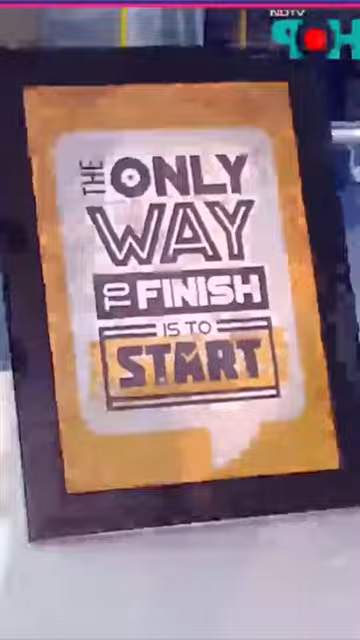 NDTV
THE ONLY
WAY
TO FINISH
IS TO
START